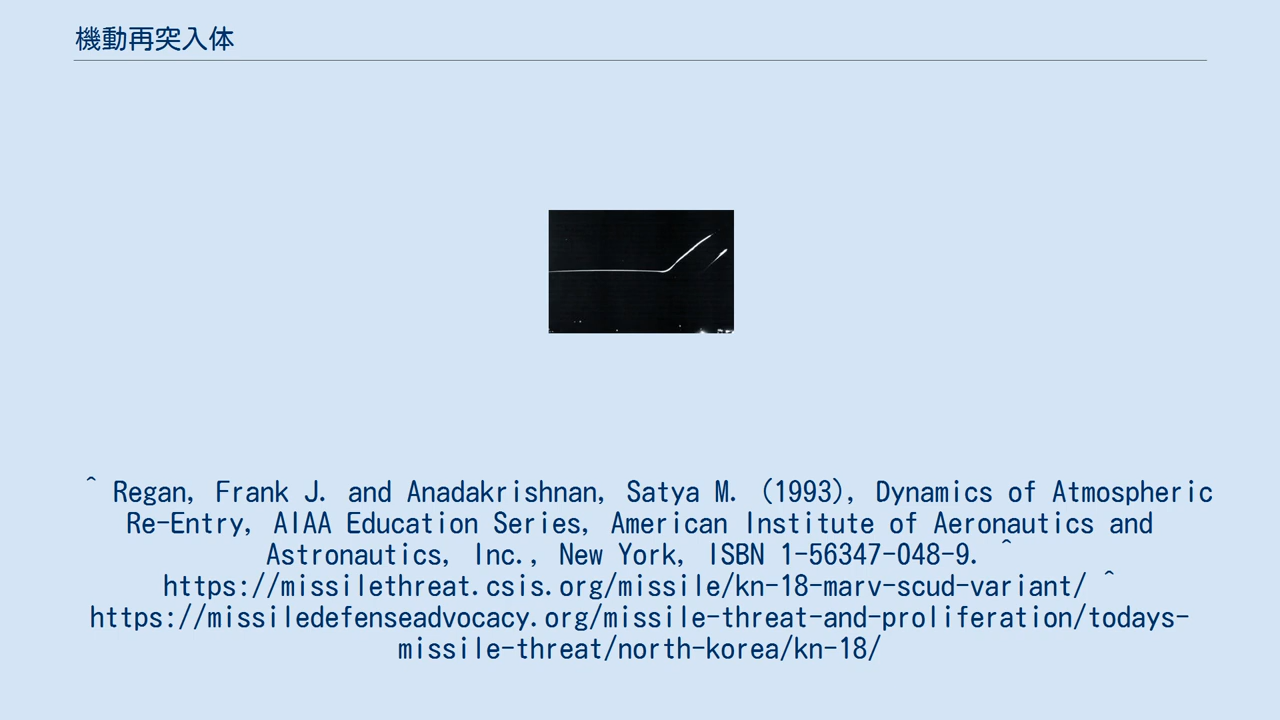 機動再突入体
^ Regan, Frank J. and Anadakrishnan, Satya M. (1993), Dynamics of Atmospheric
Re-Entry, AIAA Education Series, American Institute of Aeronautics and
Astronautics, Inc., New York, ISBN 1-56347-048-9. ^
https://missilethreat.csis.org/missile/kn-18-marv-scud-variant/ ^
https://missiledefenseadvocacy.org/missile-threat-and-proliferation/todays-
missile-threat/north-korea/kn-18/